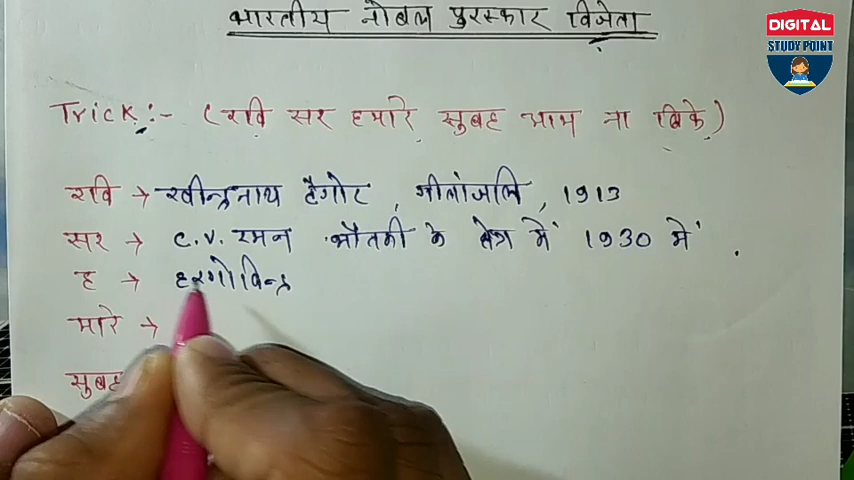 भारतीय नोबल पुरस्कार विजेता
DIGITAL
STUDY POINT
Trick :- (रवि सर हमारे सुबह आम ना बिके)
रवि → रवीन्द्रनाथ टैगोर, गीतांजलि, 1913
सर → C.V. रमन भौतकी के क्षेत्र में 1930 में .
ह → हरगोविन्द्र
मारे →
सुबह